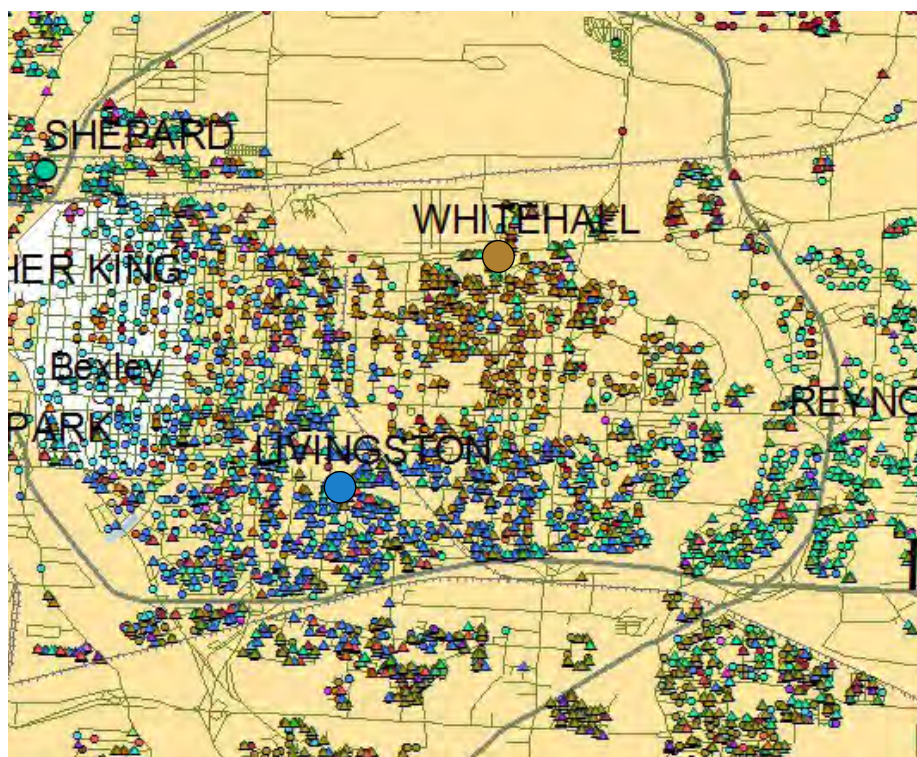 SHEPARD
WHITEHALL
HER KING
Bexley
REYNO
PARK
LIVINGSTON